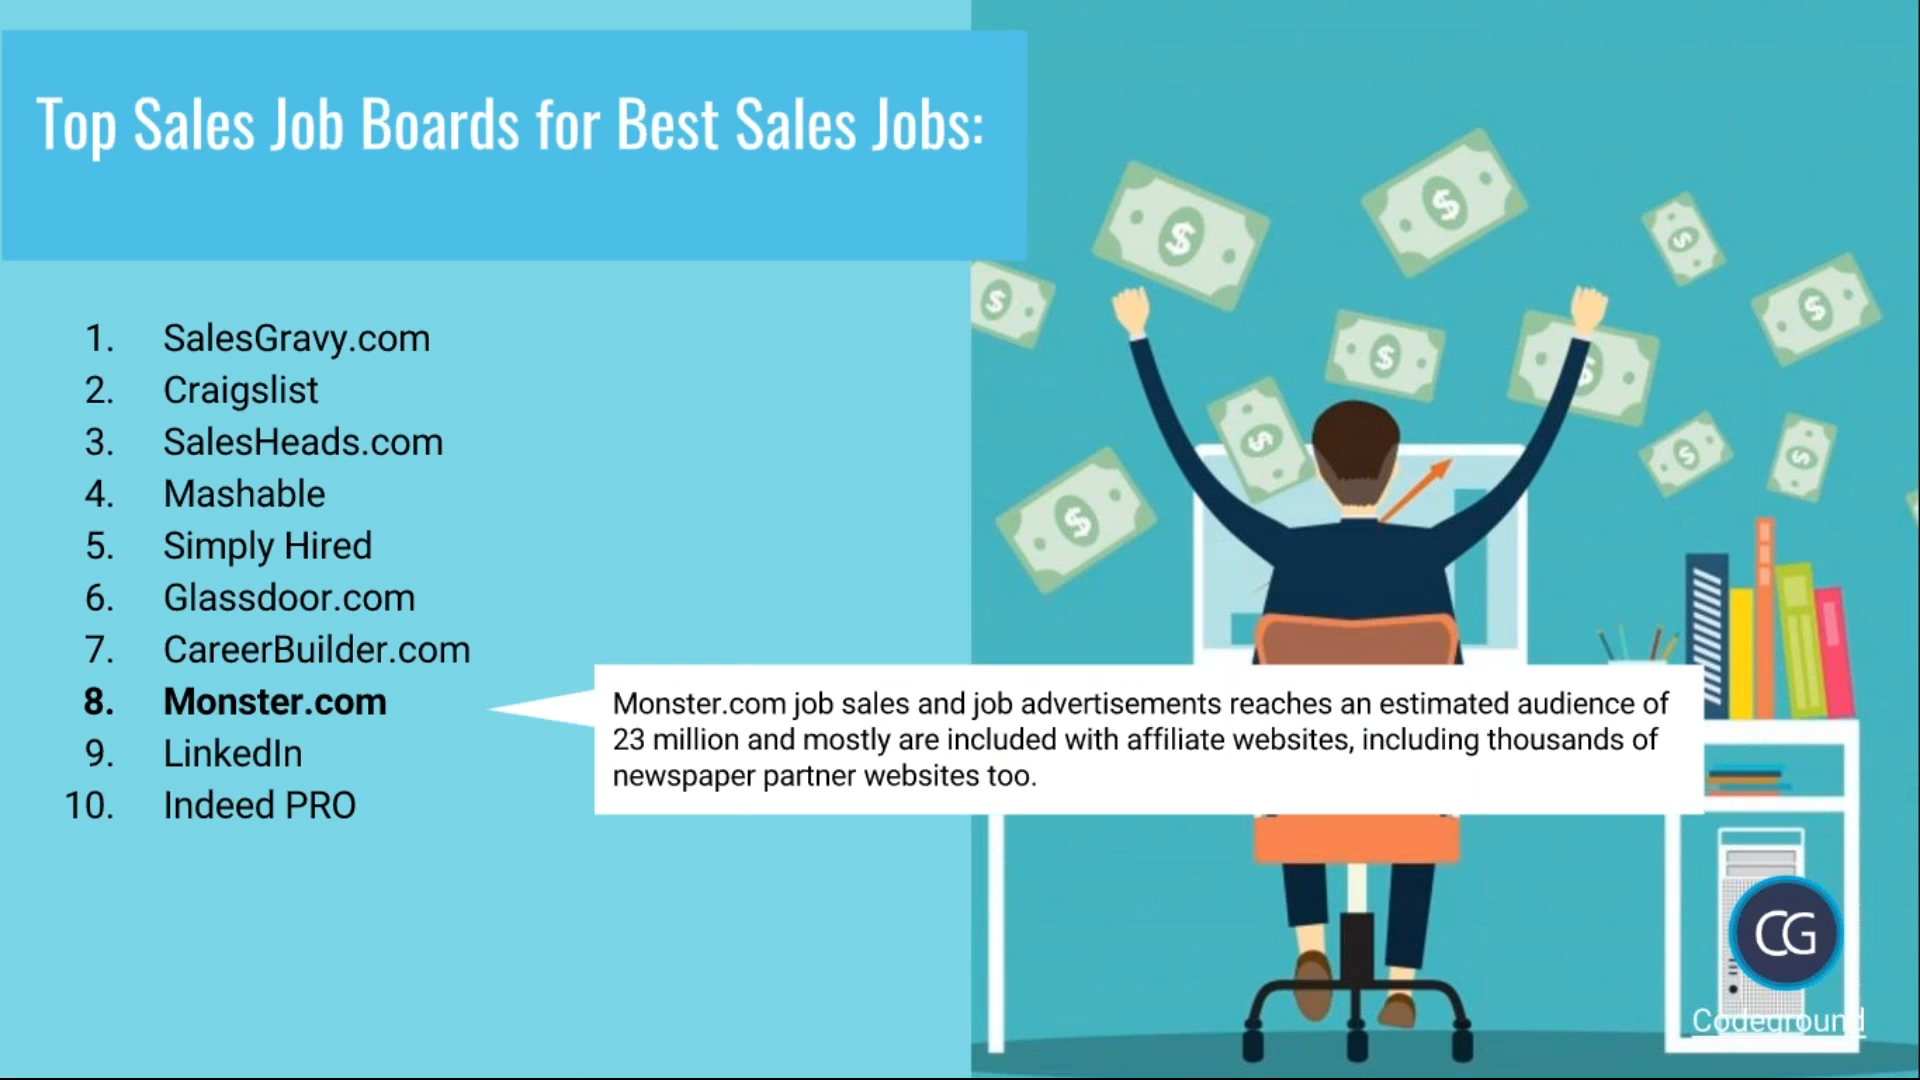 Top Sales Job Boards for Best Sales Jobs:
1. SalesGravy.com
2. Craigslist
3. SalesHeads.com
4. Mashable
5. Simply Hired
6. Glassdoor.com
7. CareerBuilder.com
8. Monster.com
9. LinkedIn
10. Indeed PRO
Monster.com job sales and job advertisements reaches an estimated audience of
23 million and mostly are included with affiliate websites, including thousands of
newspaper partner websites too.
$ $ $ $ $ $ $ $ $ $ $
CG
Codeground